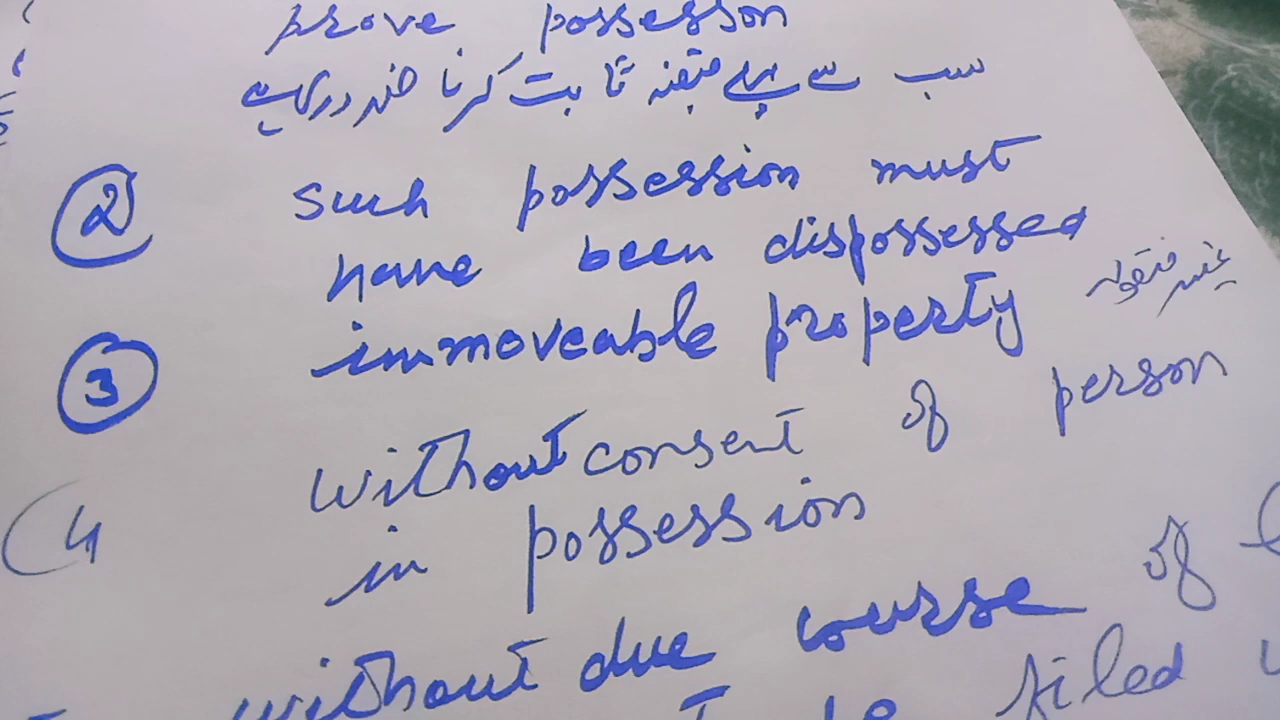 prove possesson
سب سے پہلے قبضہ ثابت کرنا ضروری ہے
2 such possession must
have been dispossessed
3 immoveable property غیر منقولہ
4 without consent of person
in possession
without due course of
filed